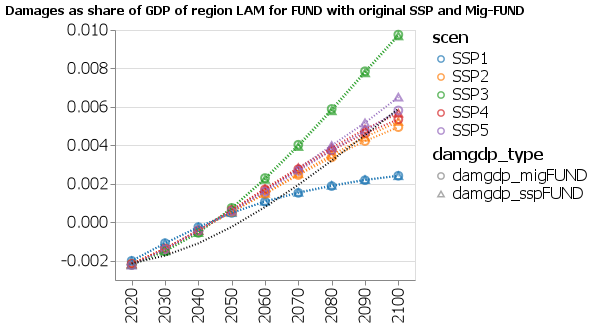 Damages as share of GDP of region LAM for FUND with original SSP and Mig-FUND
0.010
0.008
0.006
0.004
0.002
0.000
-0.002
2020
2030
2040
2050
2060
2070
2080
2090
2100
scen
SSP1
SSP2
SSP3
SSP4
SSP5
damgdp_type
damgdp_migFUND
damgdp_sspFUND